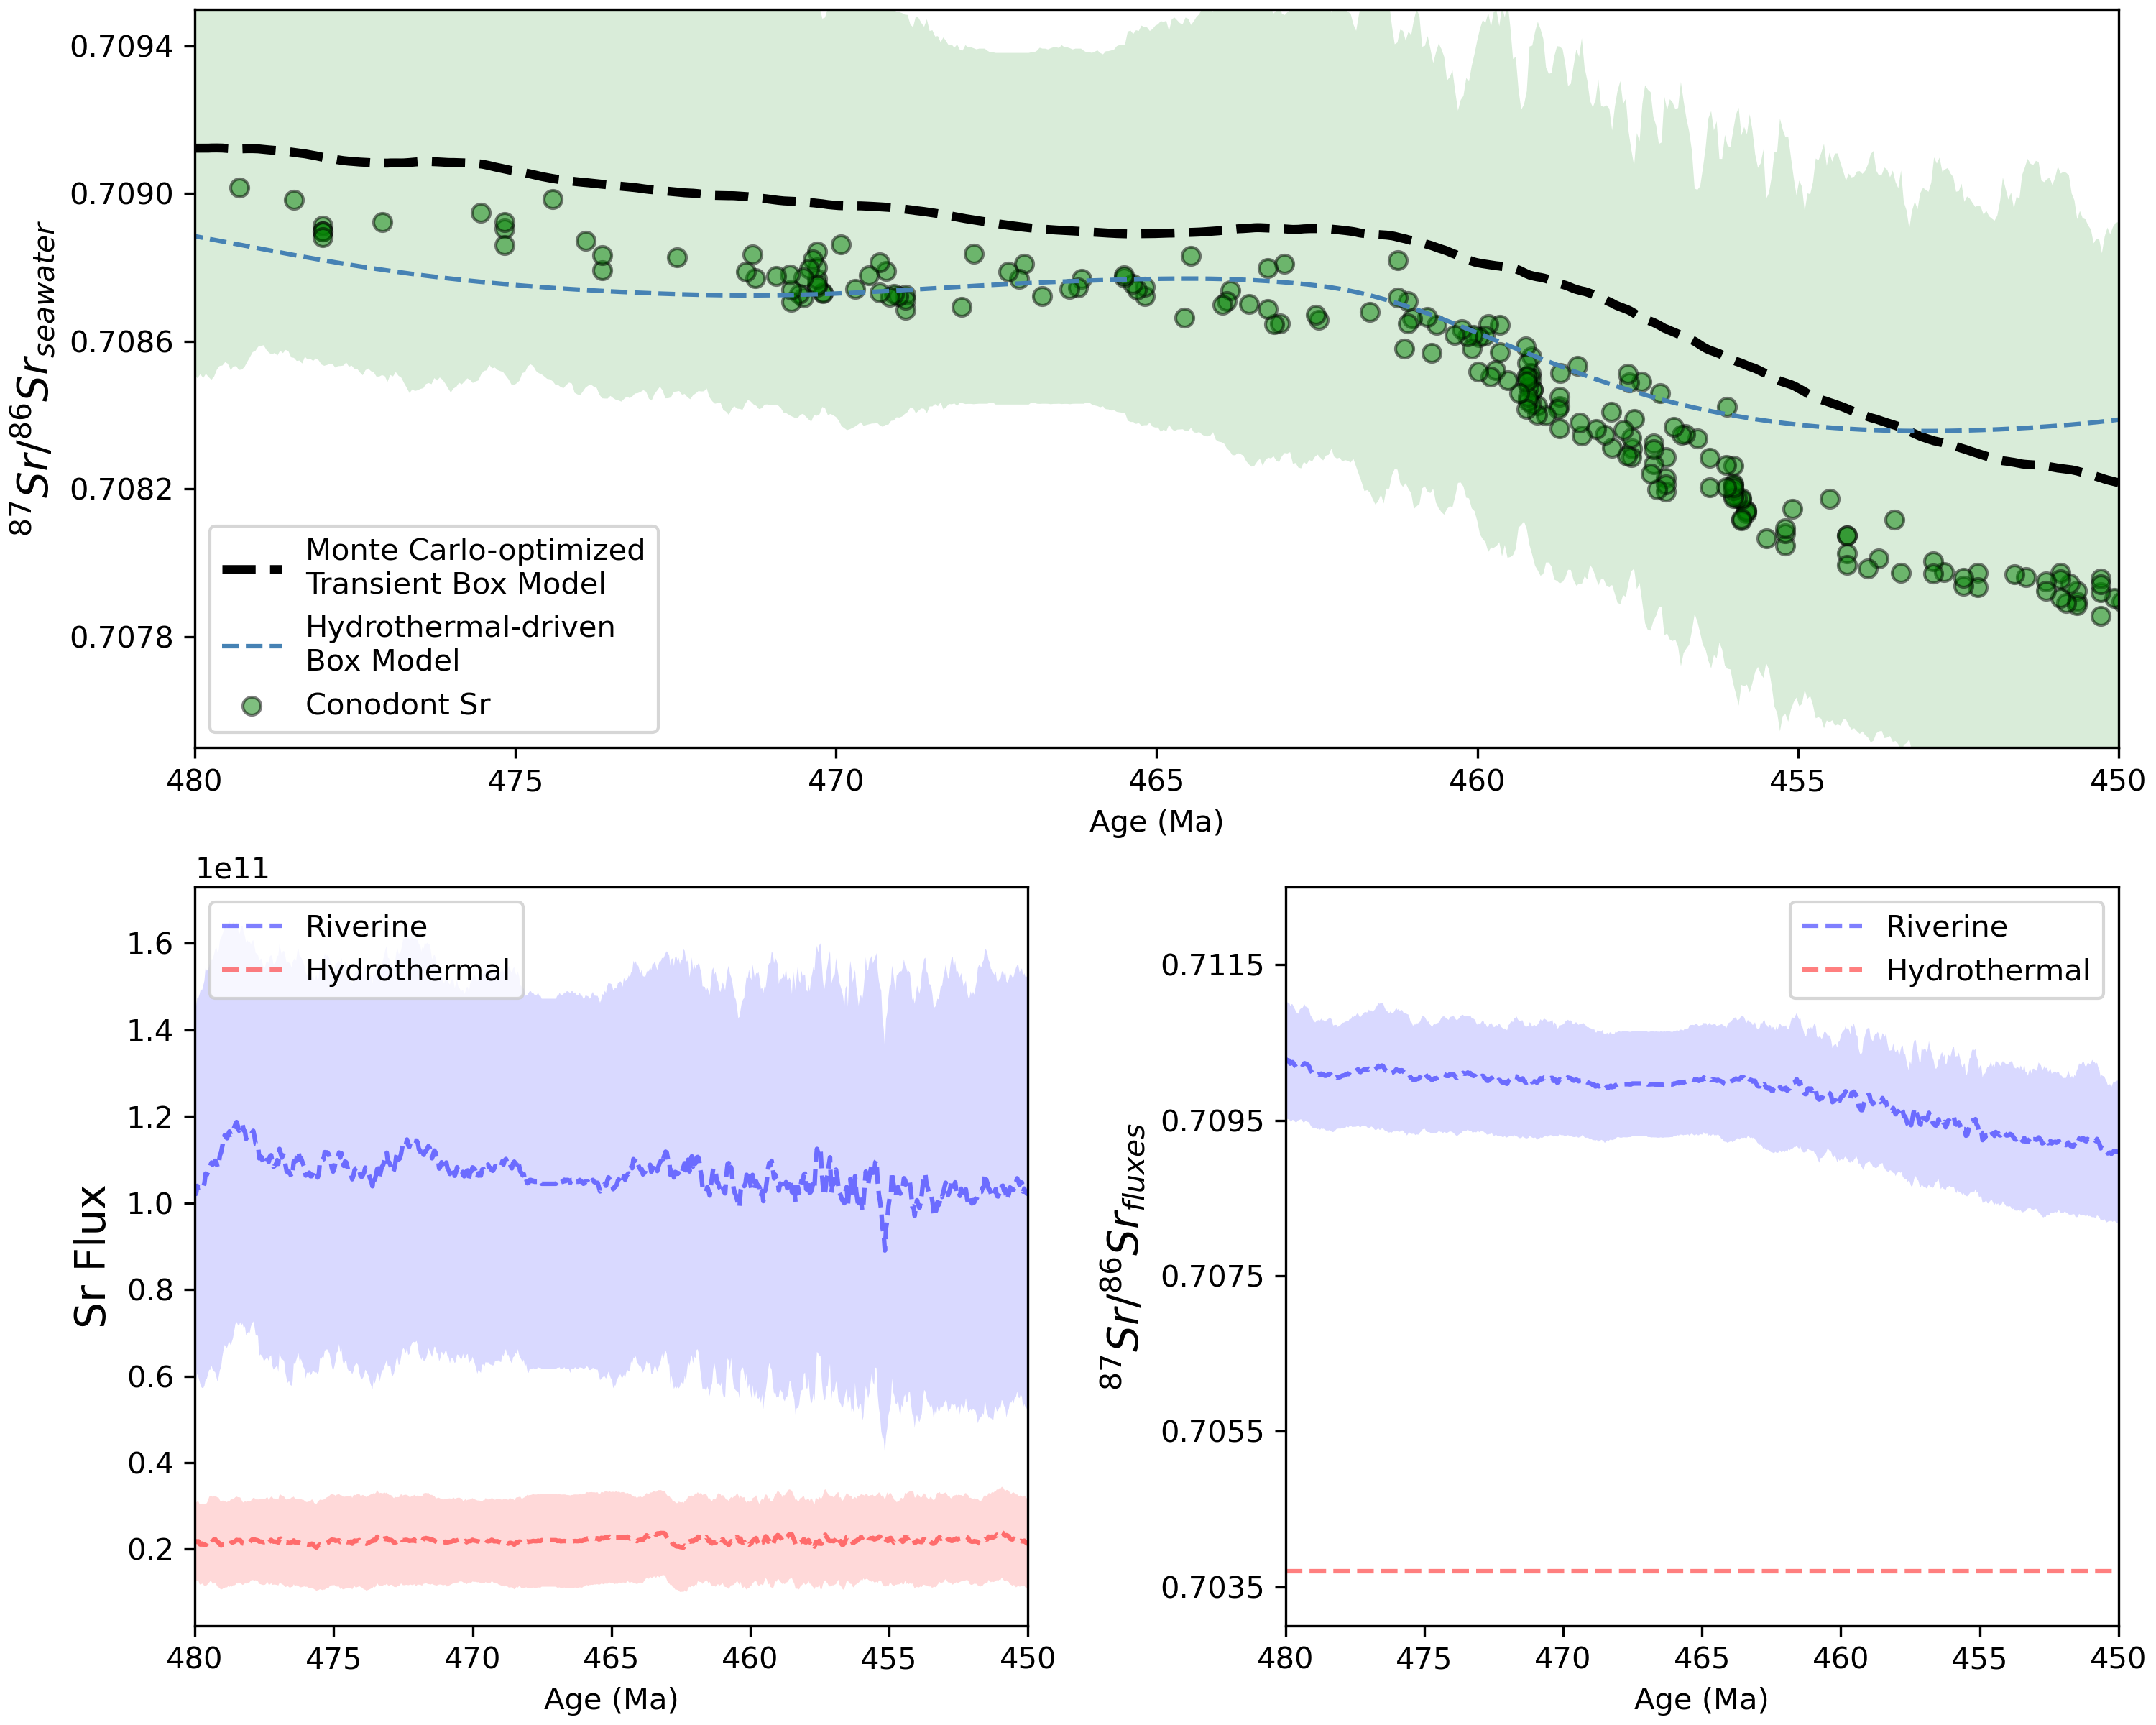 0.7094
0.7090
0.7086
0.7082
0.7078
⁸⁷Sr/⁸⁶Sr_seawater
Monte Carlo-optimized
Transient Box Model
Hydrothermal-driven
Box Model
Conodont Sr
480 475 470 465 460 455 450
Age (Ma)
1e11
1.6
1.4
1.2
1.0
0.8
0.6
0.4
0.2
Sr Flux
Riverine
Hydrothermal
480 475 470 465 460 455 450
Age (Ma)
0.7115
0.7095
0.7075
0.7055
0.7035
⁸⁷Sr/⁸⁶Sr_fluxes
Riverine
Hydrothermal
480 475 470 465 460 455 450
Age (Ma)